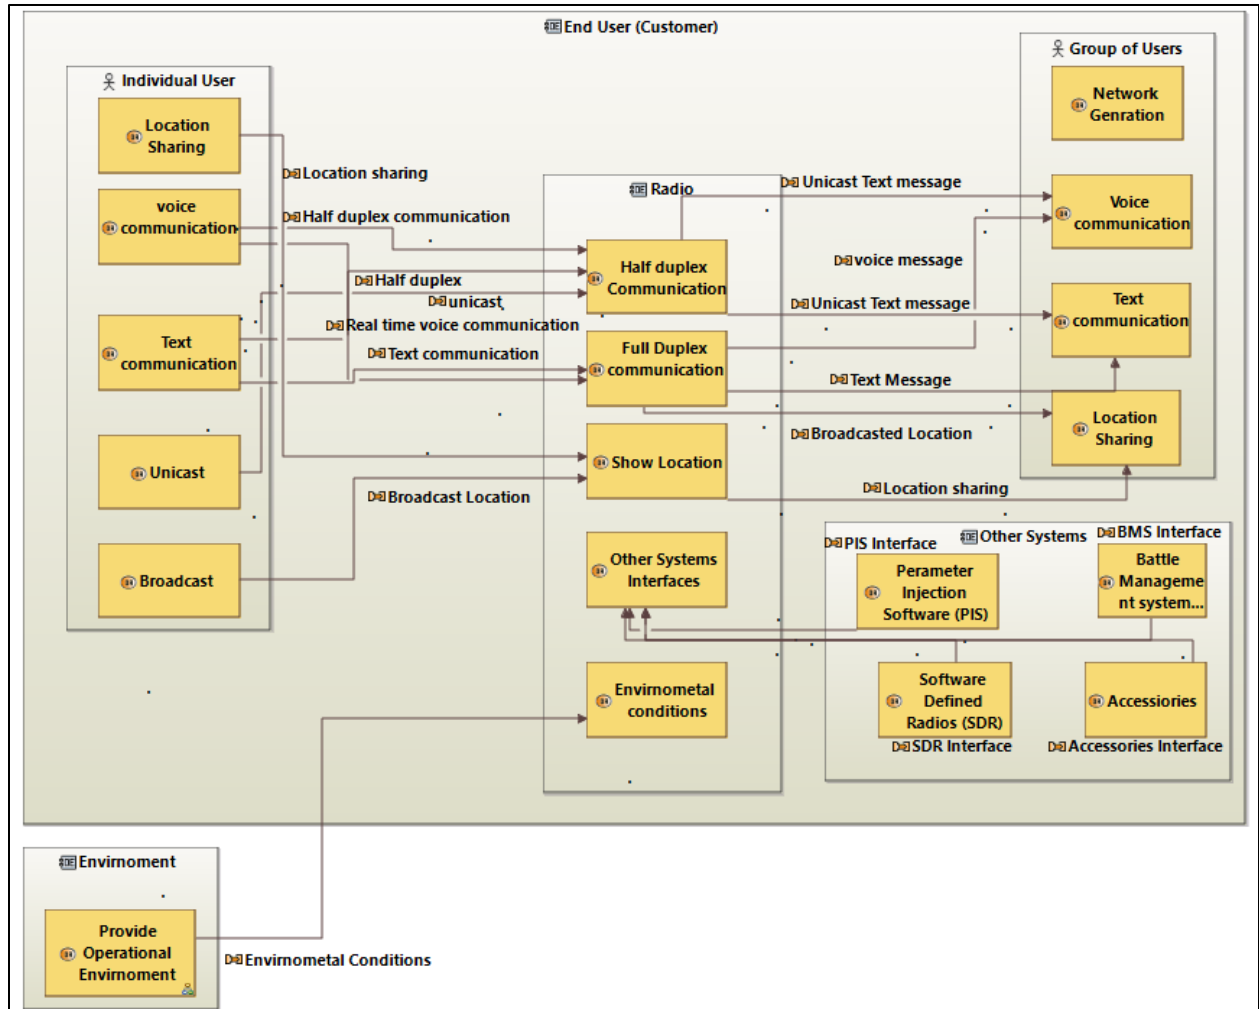 End User (Customer)
Individual User
Location
Sharing
voice
communication
Text
communication
Unicast
Broadcast
Location sharing
Half duplex communication
Half duplex
unicast
Real time voice communication
Text communication
Broadcast Location
Radio
Half duplex
Communication
Full Duplex
communication
Show Location
Other Systems
Interfaces
Envirnometal
conditions
Unicast Text message
voice message
Unicast Text message
Text Message
Broadcasted Location
Location sharing
Group of Users
Network
Genration
Voice
communication
Text
communication
Location
Sharing
Other Systems
PIS Interface
BMS Interface
Perameter
Injection
Software (PIS)
Battle
Manageme
nt system...
Software
Defined
Radios (SDR)
Accessiories
SDR Interface
Accessories Interface
Envirnoment
Provide
Operational
Envirnoment
Envirnometal Conditions